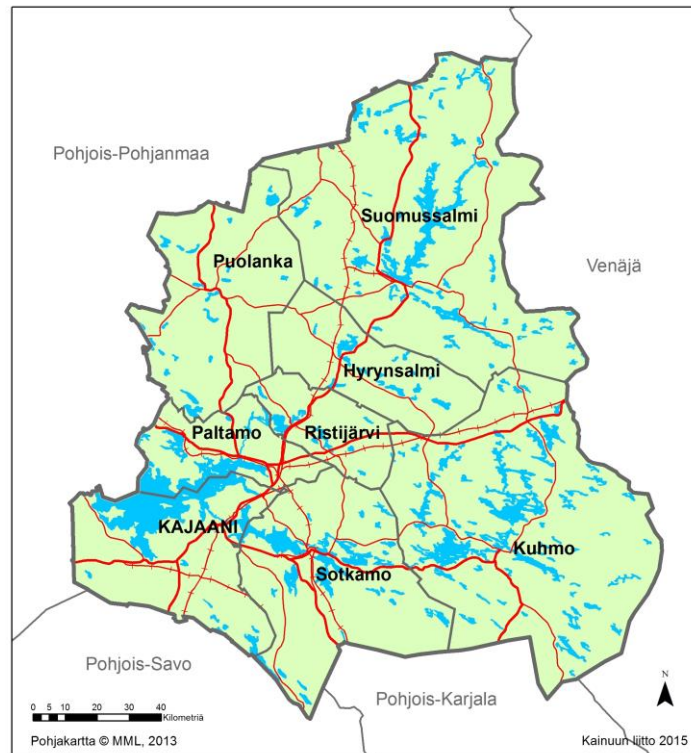 Pohjois-Pohjanmaa
Suomussalmi
Puolanka
Venäjä
Hyrynsalmi
Paltamo
Ristijärvi
KAJAANI
Kuhmo
Sotkamo
Pohjois-Savo
Pohjois-Karjala
N
0 5 10 20 30 40
Kilometriä
Pohjakartta © MML, 2013
Kainuun liitto 2015